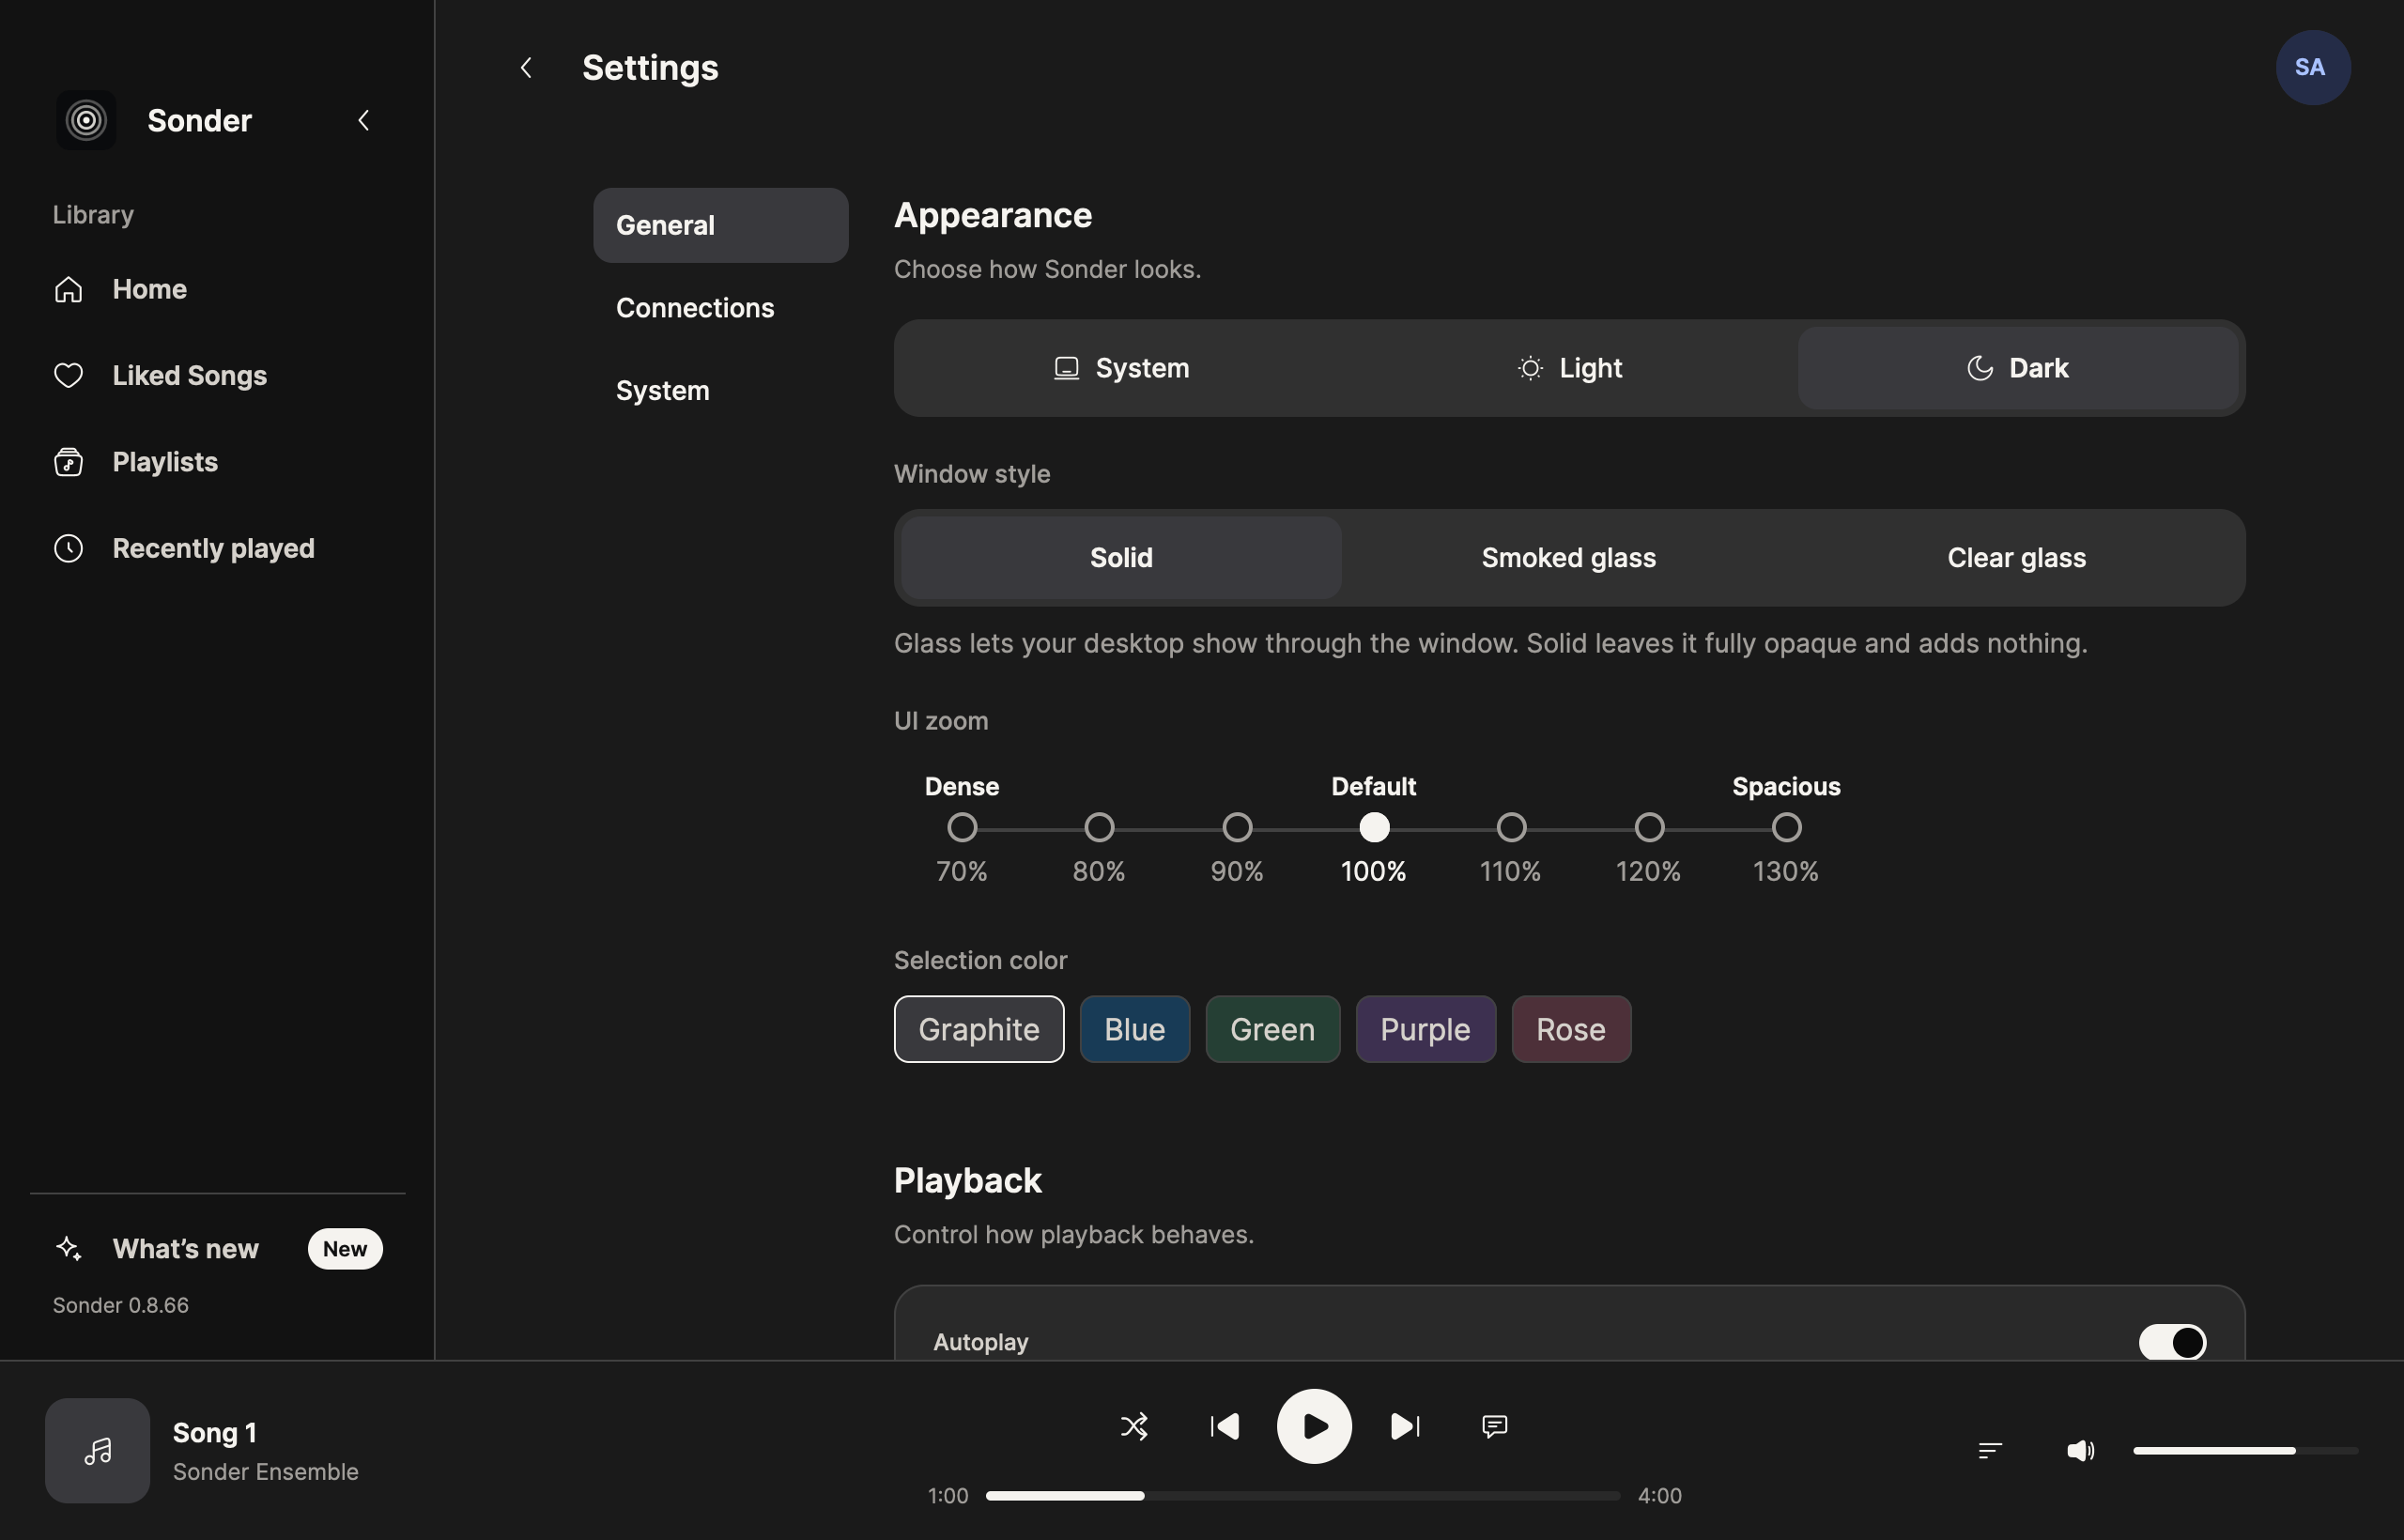 Sonder
Library
Home
Liked Songs
Playlists
Recently played
What’s new
New
Sonder 0.8.66
Settings
SA
General
Connections
System
Appearance
Choose how Sonder looks.
System
Light
Dark
Window style
Solid
Smoked glass
Clear glass
Glass lets your desktop show through the window. Solid leaves it fully opaque and adds nothing.
UI zoom
Dense
Default
Spacious
70%
80%
90%
100%
110%
120%
130%
Selection color
Graphite
Blue
Green
Purple
Rose
Playback
Control how playback behaves.
Autoplay
Song 1
Sonder Ensemble
1:00
4:00